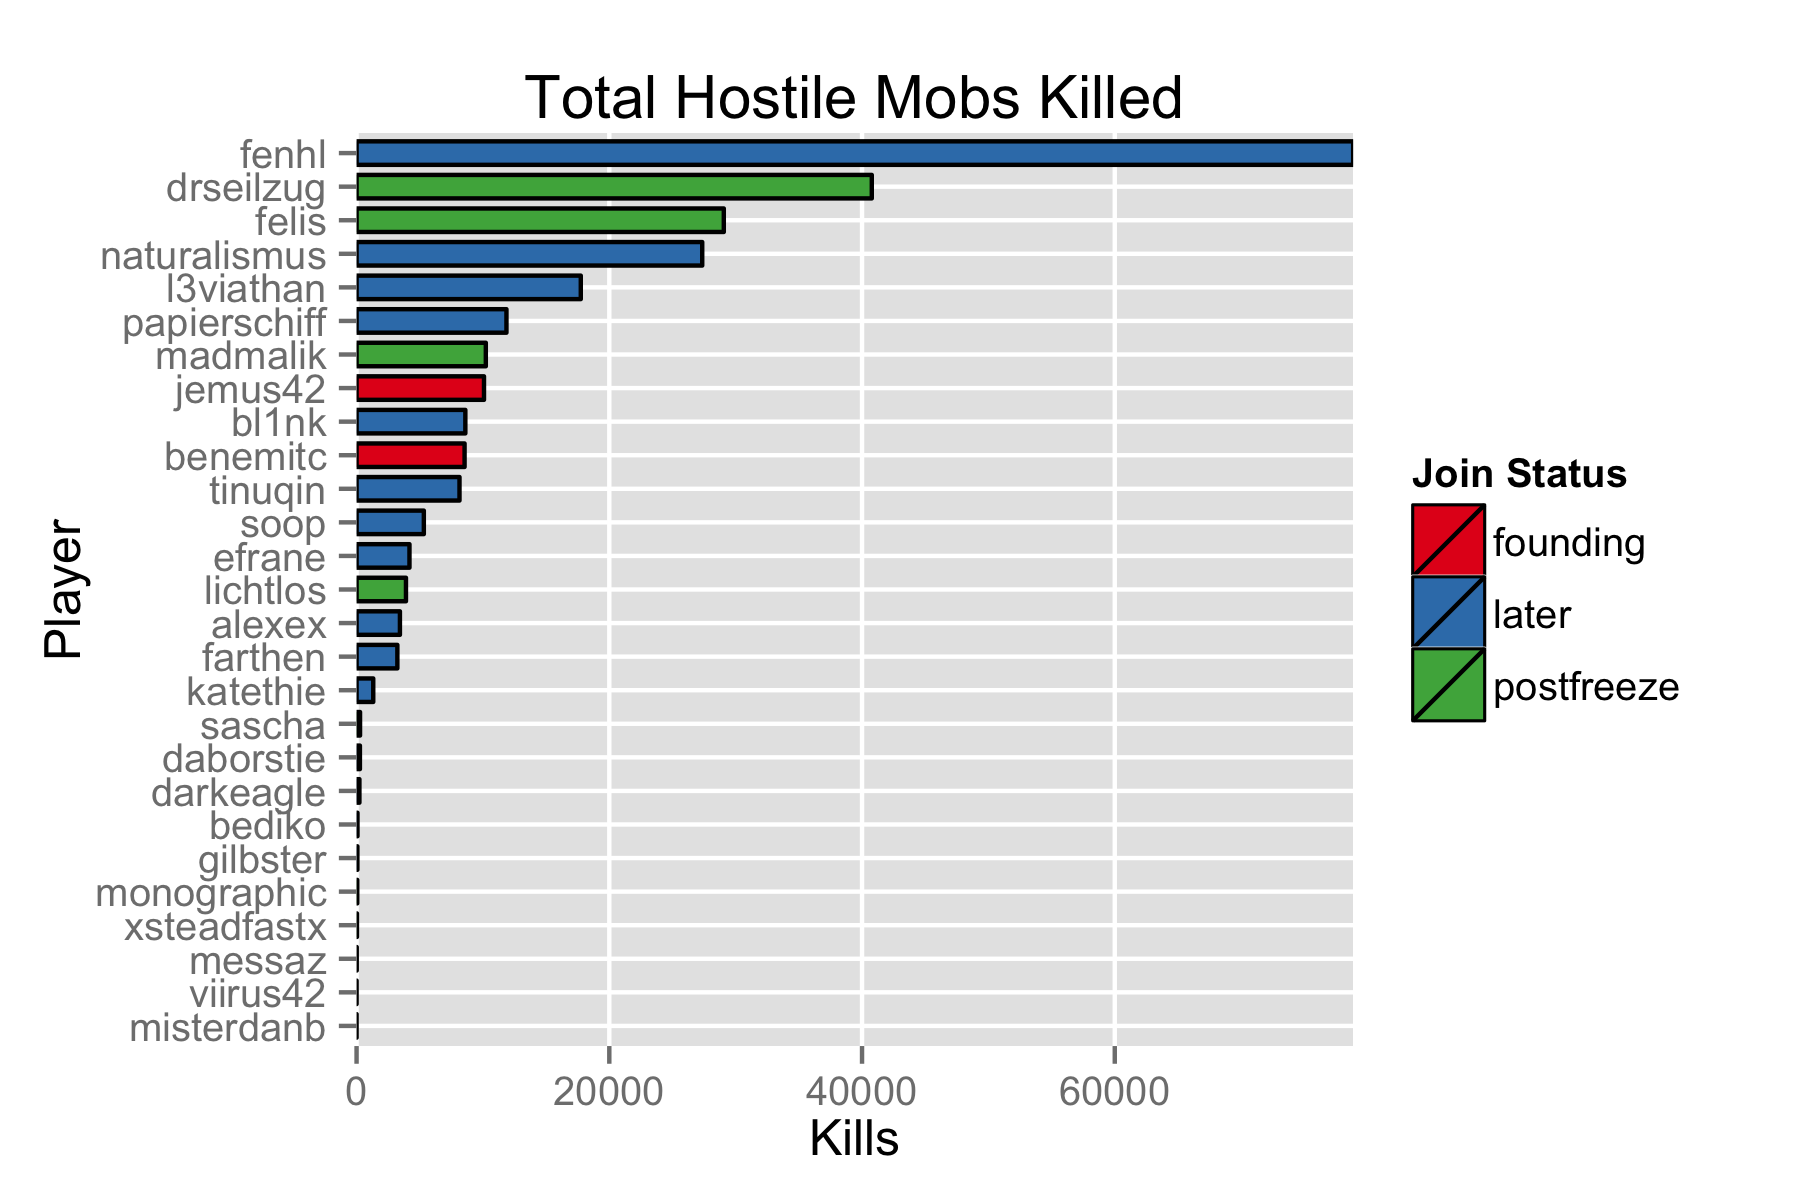 Total Hostile Mobs Killed
fenhl
drseilzug
felis
naturalismus
l3viathan
papierschiff
madmalik
jemus42
bl1nk
benemitc
tinuqin
soop
efrane
lichtlos
alexex
farthen
katethie
sascha
daborstie
darkeagle
bediko
gilbster
monographic
xsteadfastx
messaz
viirus42
misterdanb
Player
0 20000 40000 60000
Kills
Join Status
founding
later
postfreeze